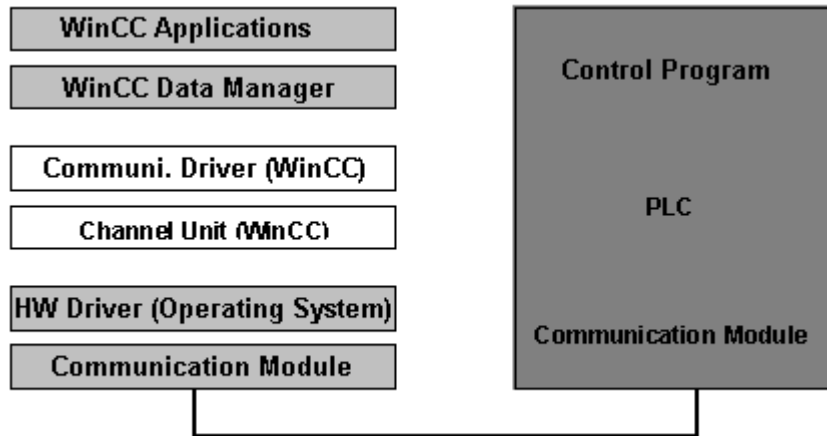 WinCC Applications
WinCC Data Manager
Communi. Driver (WinCC)
Channel Unit (WinCC)
HW Driver (Operating System)
Communication Module
Control Program
PLC
Communication Module